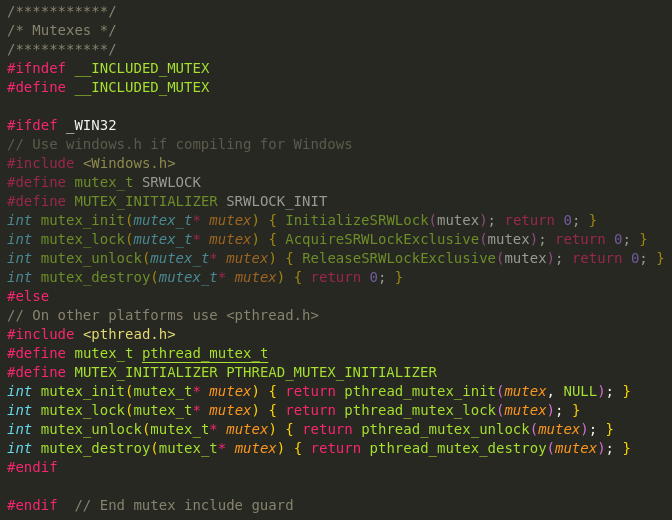 /***********/
/* Mutexes */
/***********/
#ifndef __INCLUDED_MUTEX
#define __INCLUDED_MUTEX

#ifdef _WIN32
// Use windows.h if compiling for Windows
#include <Windows.h>
#define mutex_t SRWLOCK
#define MUTEX_INITIALIZER SRWLOCK_INIT
int mutex_init(mutex_t* mutex) { InitializeSRWLock(mutex); return 0; }
int mutex_lock(mutex_t* mutex) { AcquireSRWLockExclusive(mutex); return 0; }
int mutex_unlock(mutex_t* mutex) { ReleaseSRWLockExclusive(mutex); return 0; }
int mutex_destroy(mutex_t* mutex) { return 0; }
#else
// On other platforms use <pthread.h>
#include <pthread.h>
#define mutex_t pthread_mutex_t
#define MUTEX_INITIALIZER PTHREAD_MUTEX_INITIALIZER
int mutex_init(mutex_t* mutex) { return pthread_mutex_init(mutex, NULL); }
int mutex_lock(mutex_t* mutex) { return pthread_mutex_lock(mutex); }
int mutex_unlock(mutex_t* mutex) { return pthread_mutex_unlock(mutex); }
int mutex_destroy(mutex_t* mutex) { return pthread_mutex_destroy(mutex); }
#endif

#endif  // End mutex include guard